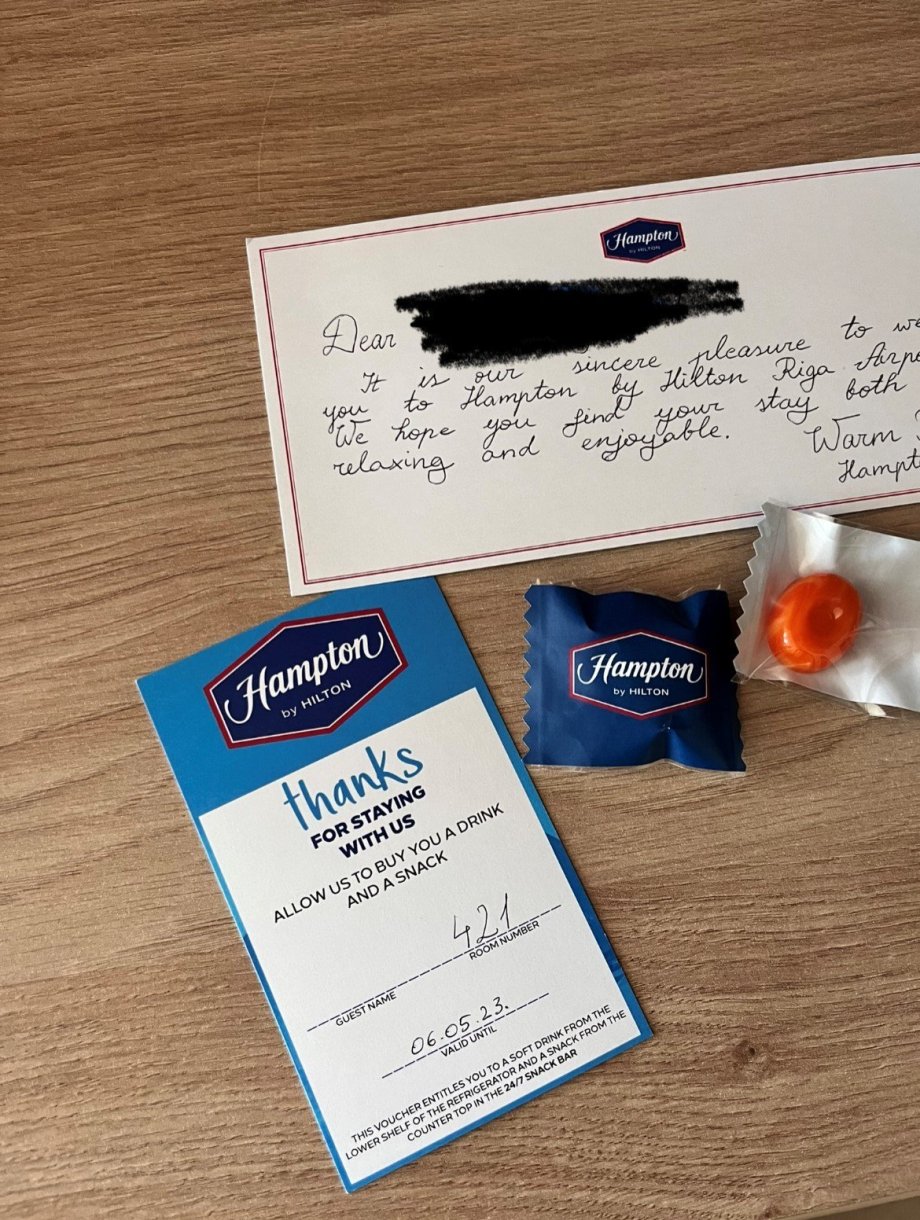 Hampton
by HILTON
Dear
It is our sincere pleasure to
you to Hampton by Hilton Riga
We hope you find your stay both
relaxing and enjoyable.
Warm
Hampton
by HILTON
thanks
FOR STAYING
WITH US
ALLOW US TO BUY YOU A DRINK
AND A SNACK
421
ROOM NUMBER
GUEST NAME
06.05.23.
VALID UNTIL
THIS VOUCHER ENTITLES YOU TO A SOFT DRINK FROM THE
LOWER SHELF OF THE REFRIGERATOR AND A SNACK FROM THE
COUNTER TOP IN THE 24/7 SNACK BAR
Hampton
by HILTON